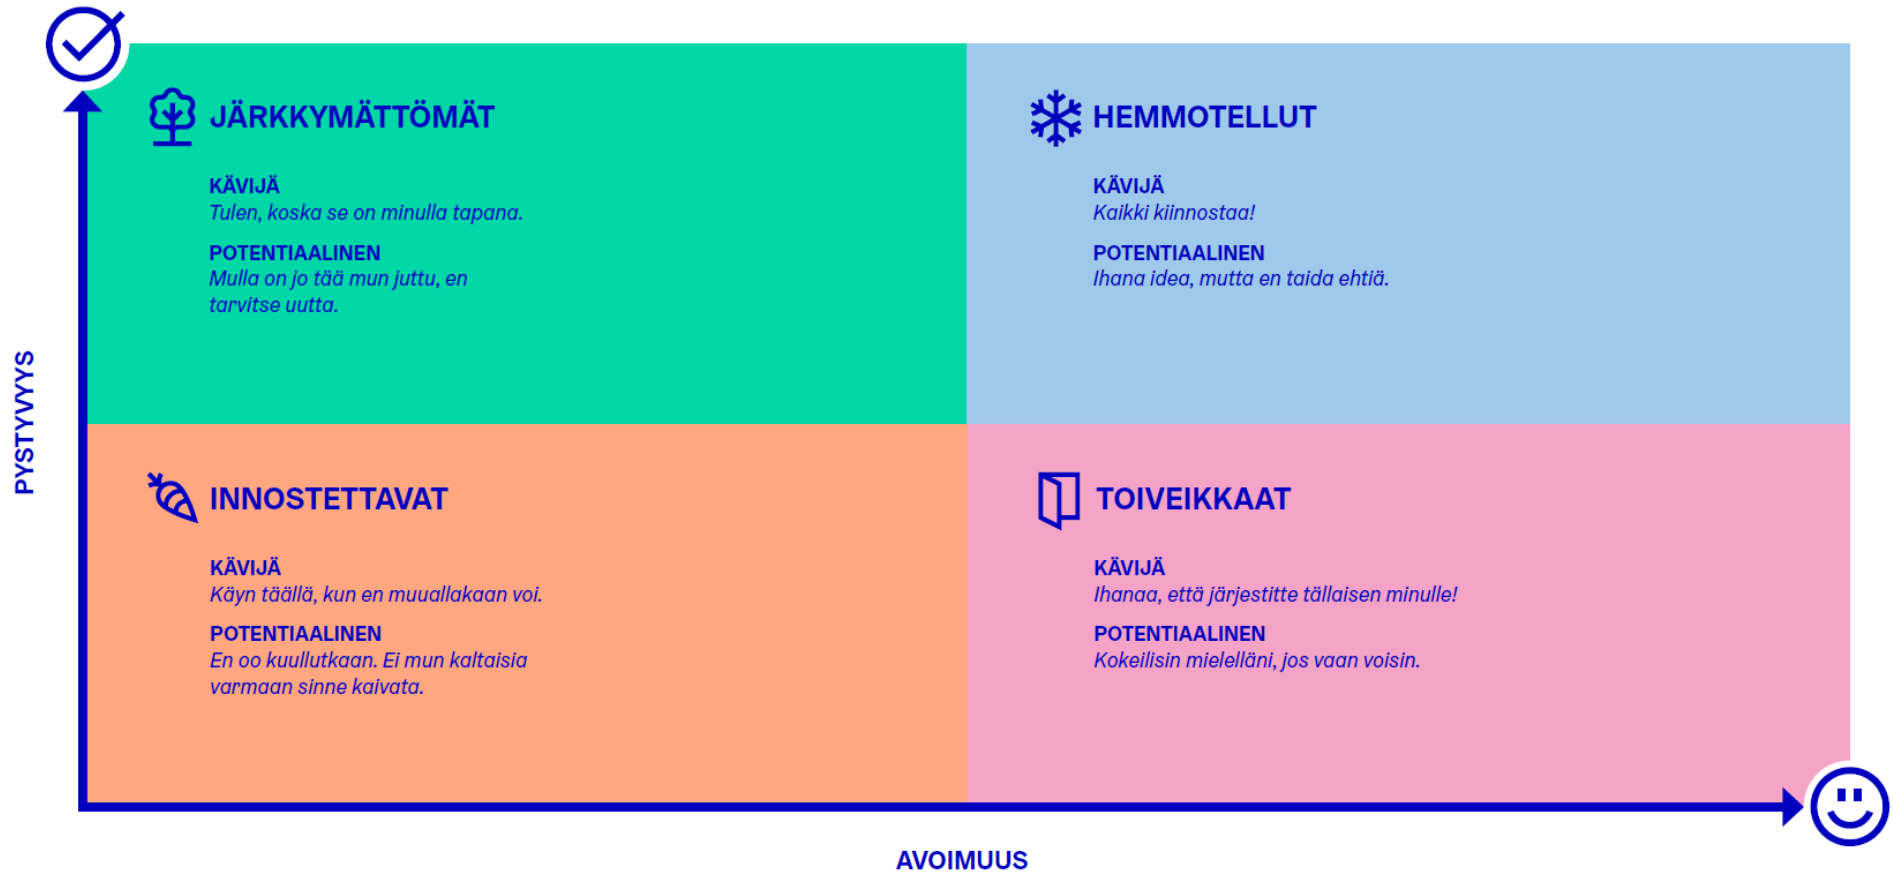 JÄRKKYMÄTTÖMÄT
KÄVIJÄ
Tulen, koska se on minulla tapana.
POTENTIAALINEN
Mulla on jo tää mun juttu, en
tarvitse uutta.
HEMMOTELLUT
KÄVIJÄ
Kaikki kiinnostaa!
POTENTIAALINEN
Ihana idea, mutta en taida ehtiä.
PYSTYVYYS
INNOSTETTAVAT
KÄVIJÄ
Käyn täällä, kun en muuallakaan voi.
POTENTIAALINEN
En oo kuullutkaan. Ei mun kaltaisia
varmaan sinne kaivata.
TOIVEIKKAAT
KÄVIJÄ
Ihanaa, että järjestitte tällaisen minulle!
POTENTIAALINEN
Kokeilisin mielelläni, jos vaan voisin.
AVOIMUUS